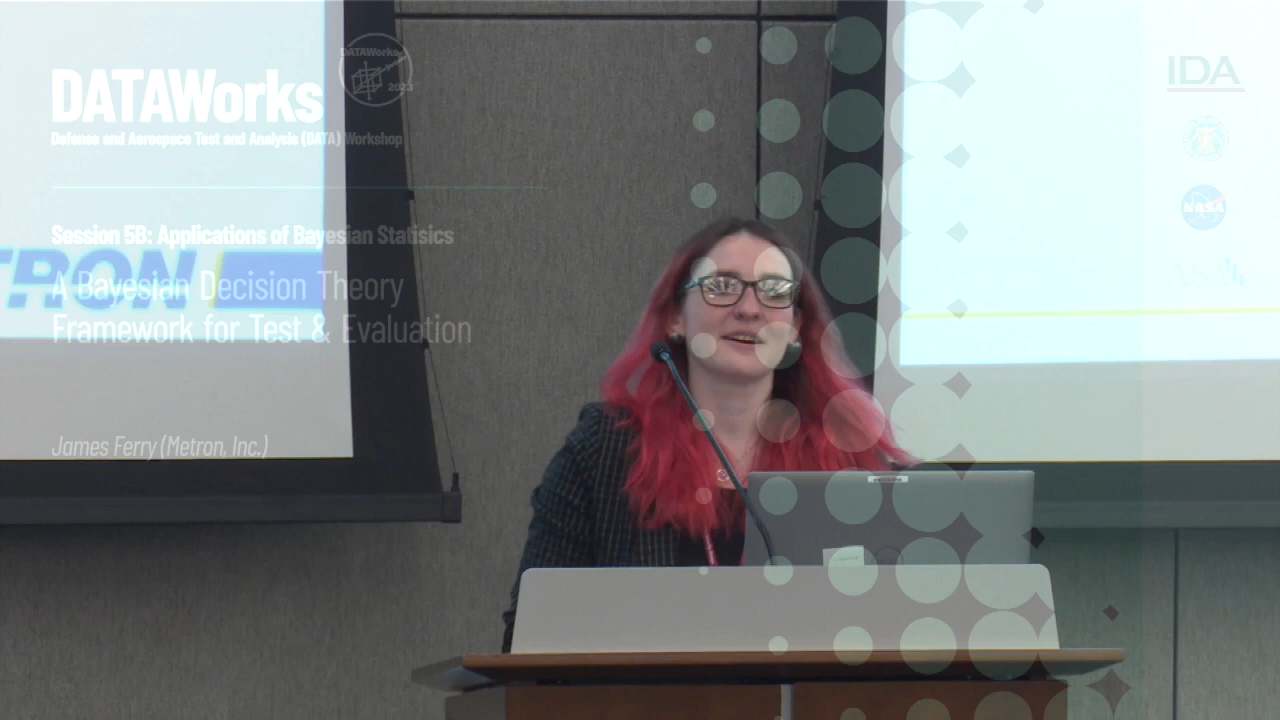 DATAWorks
DATAWorks
2023
Defense and Aerospace Test and Analysis (DATA) Workshop
IDA
NASA
Session 5B: Applications of Bayesian Statisics
TRON
A Bayesian Decision Theory
Framework for Test & Evaluation
James Ferry (Metron, Inc.)